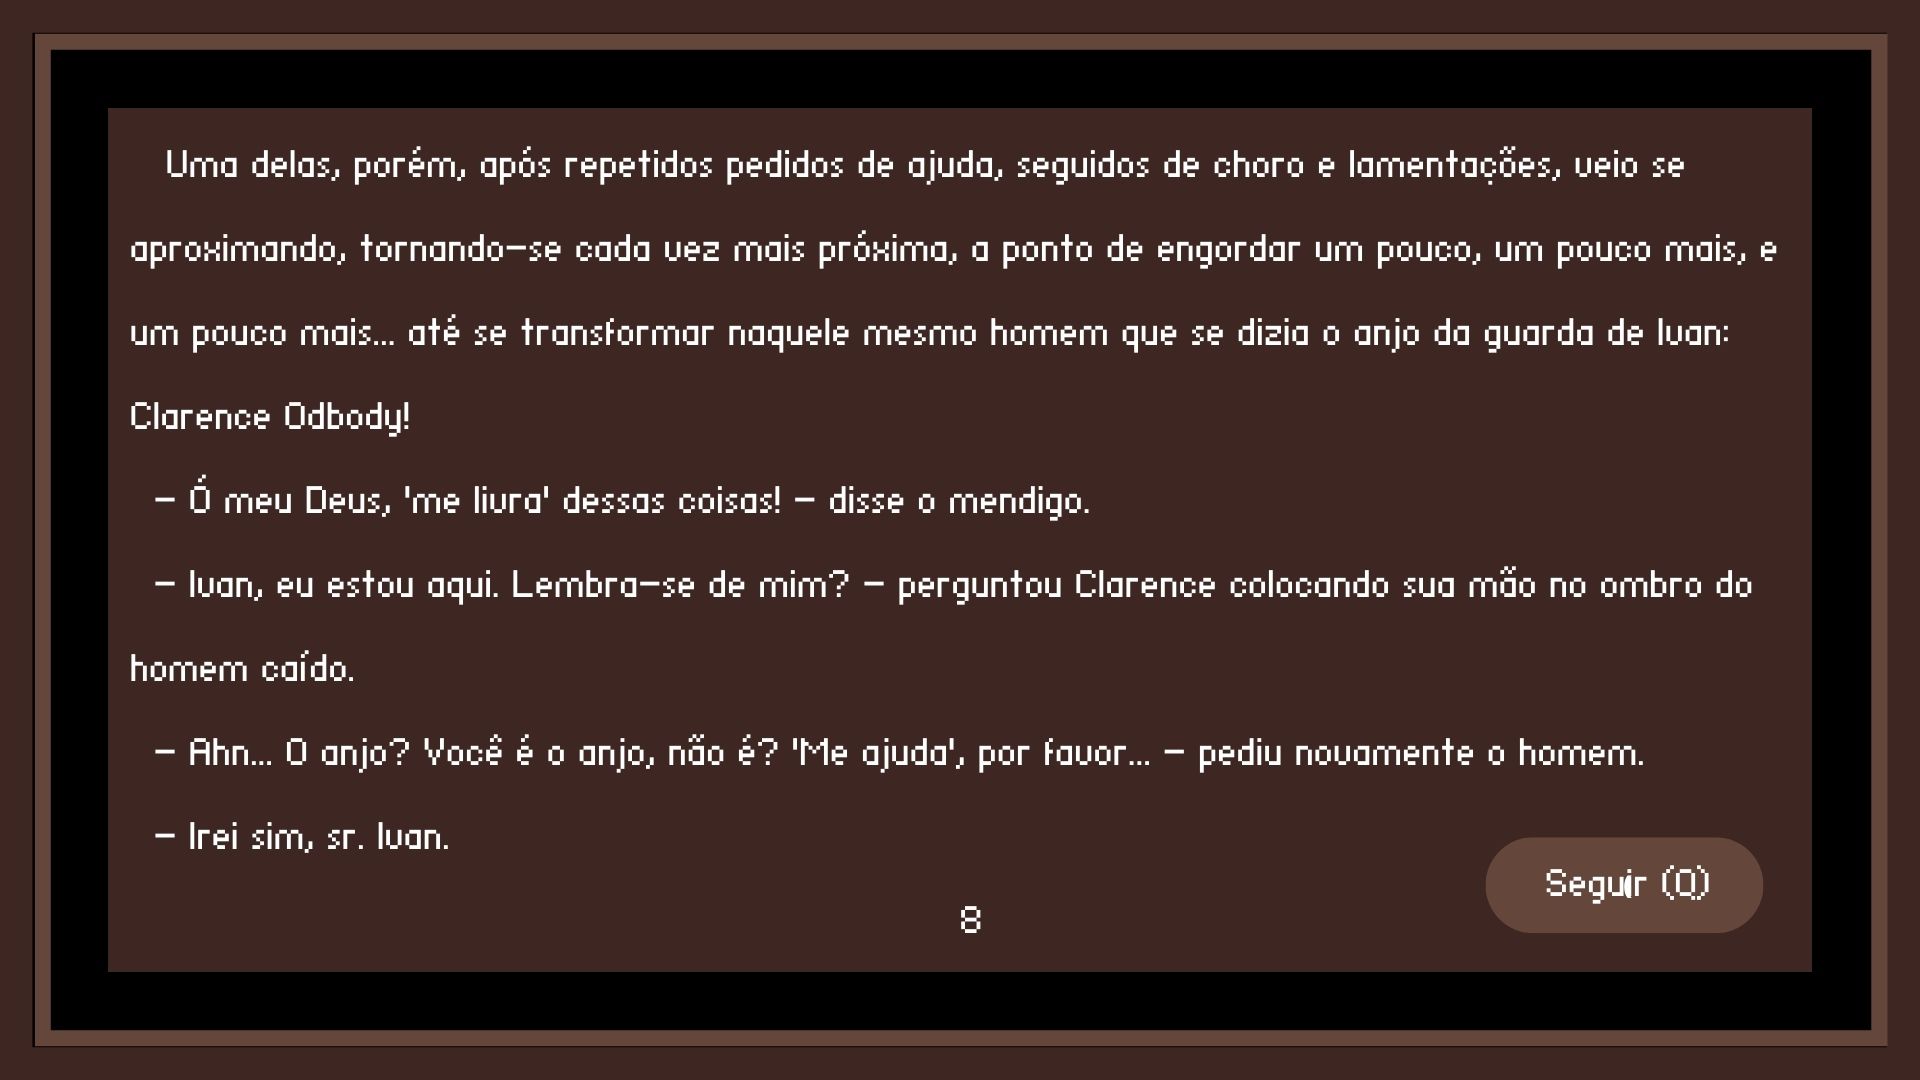 Uma delas, porém, após repetidos pedidos de ajuda, seguidos de choro e lamentações, veio se
aproximando, tornando-se cada vez mais próxima, a ponto de engordar um pouco, um pouco mais, e
um pouco mais... até se transformar naquele mesmo homem que se dizia o anjo da guarda de Ivan:
Clarence Odbody!
- Ó meu Deus, 'me livra' dessas coisas! - disse o mendigo.
- Ivan, eu estou aqui. Lembra-se de mim? - perguntou Clarence colocando sua mão no ombro do
homem caído.
- Ahn... O anjo? Você é o anjo, não é? 'Me ajuda', por favor... - pediu novamente o homem.
- Irei sim, sr. Ivan.
Seguir (Q)
8